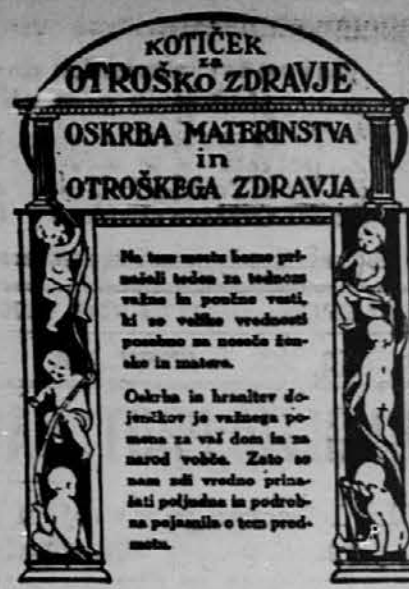 KOTIČEK
za
OTROŠKO ZDRAVJE
OSKRBA MATERINSTVA
in
OTROŠKEGA ZDRAVJA
Na tem mestu bomo pri-
našali teden za tednom
važne in poučne vesti,
ki so velike vrednosti
posebno za noseče žen-
ske in matere.
Oskrba in hranitev do-
jenčkov je važnega po-
mena za vaš dom in za
narod vobče. Zato se
nam zdi vredno prina-
šati poljudna in podrob-
na pojasnila o tem pred-
metu.